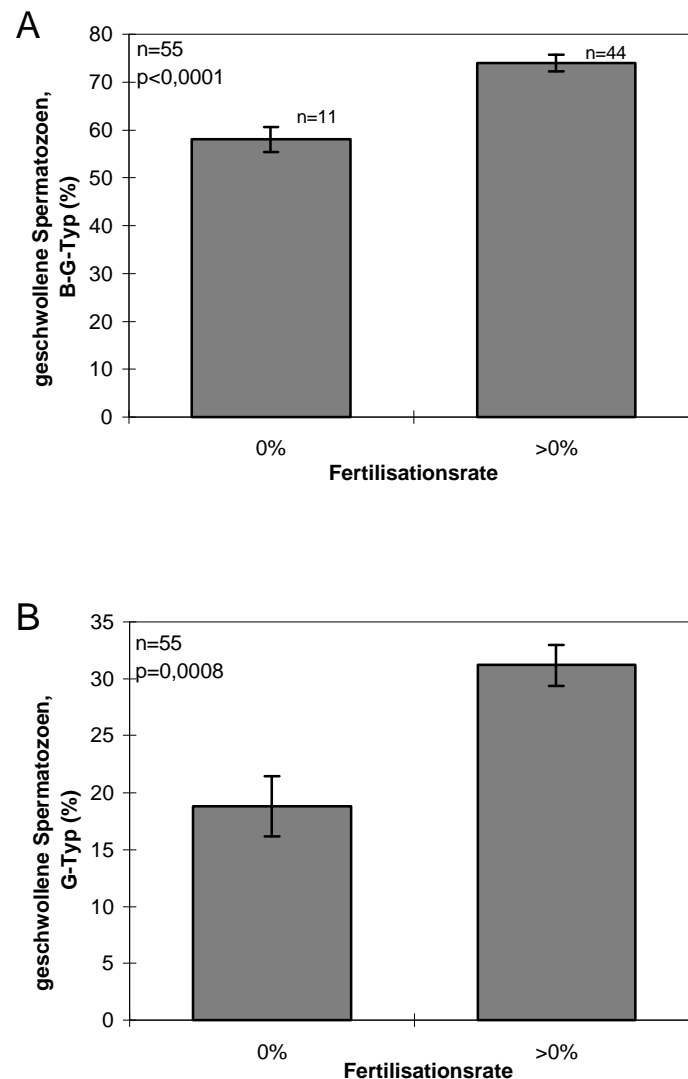 A
80
70
60
50
40
30
20
10
0
geschwollene Spermatozoen,
B-G-Typ (%)
n=55
p<0,0001
n=11
n=44
0%
>0%
Fertilisationsrate
B
35
30
25
20
15
10
5
0
geschwollene Spermatozoen,
G-Typ (%)
n=55
p=0,0008
0%
>0%
Fertilisationsrate